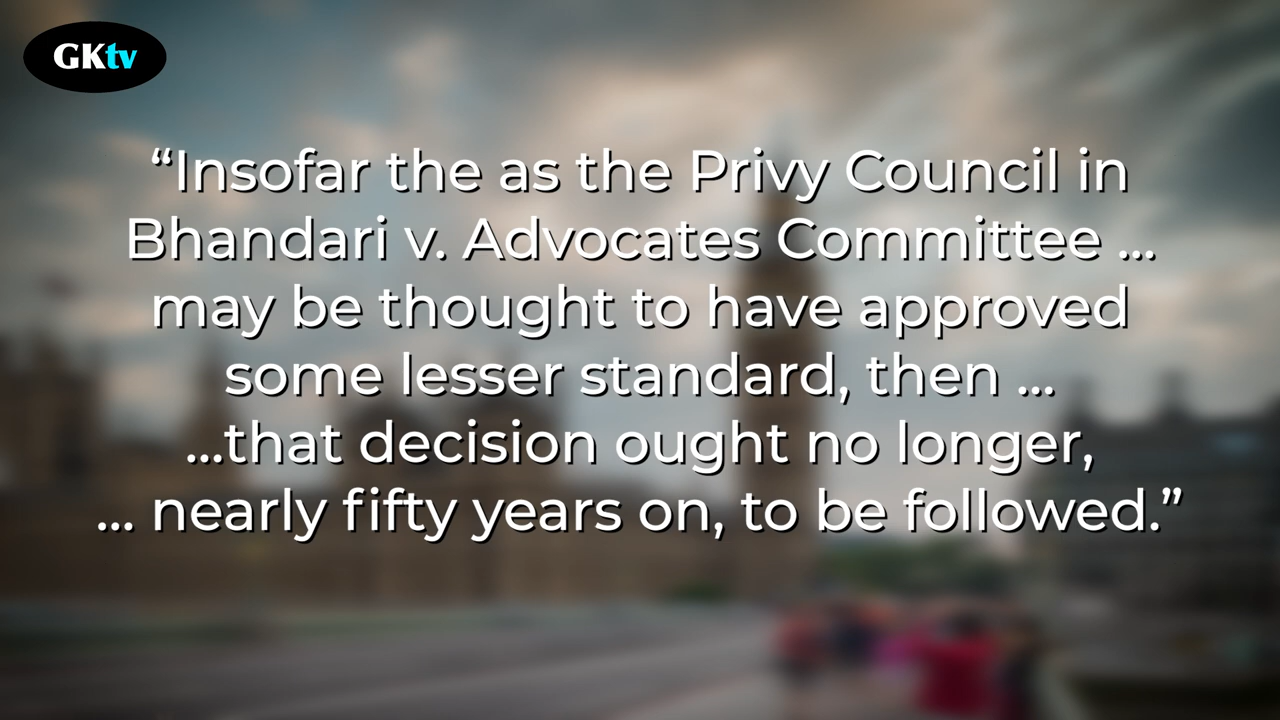 GKtv
“Insofar the as the Privy Council in
Bhandari v. Advocates Committee ...
may be thought to have approved
some lesser standard, then ...
...that decision ought no longer,
... nearly fifty years on, to be followed.”